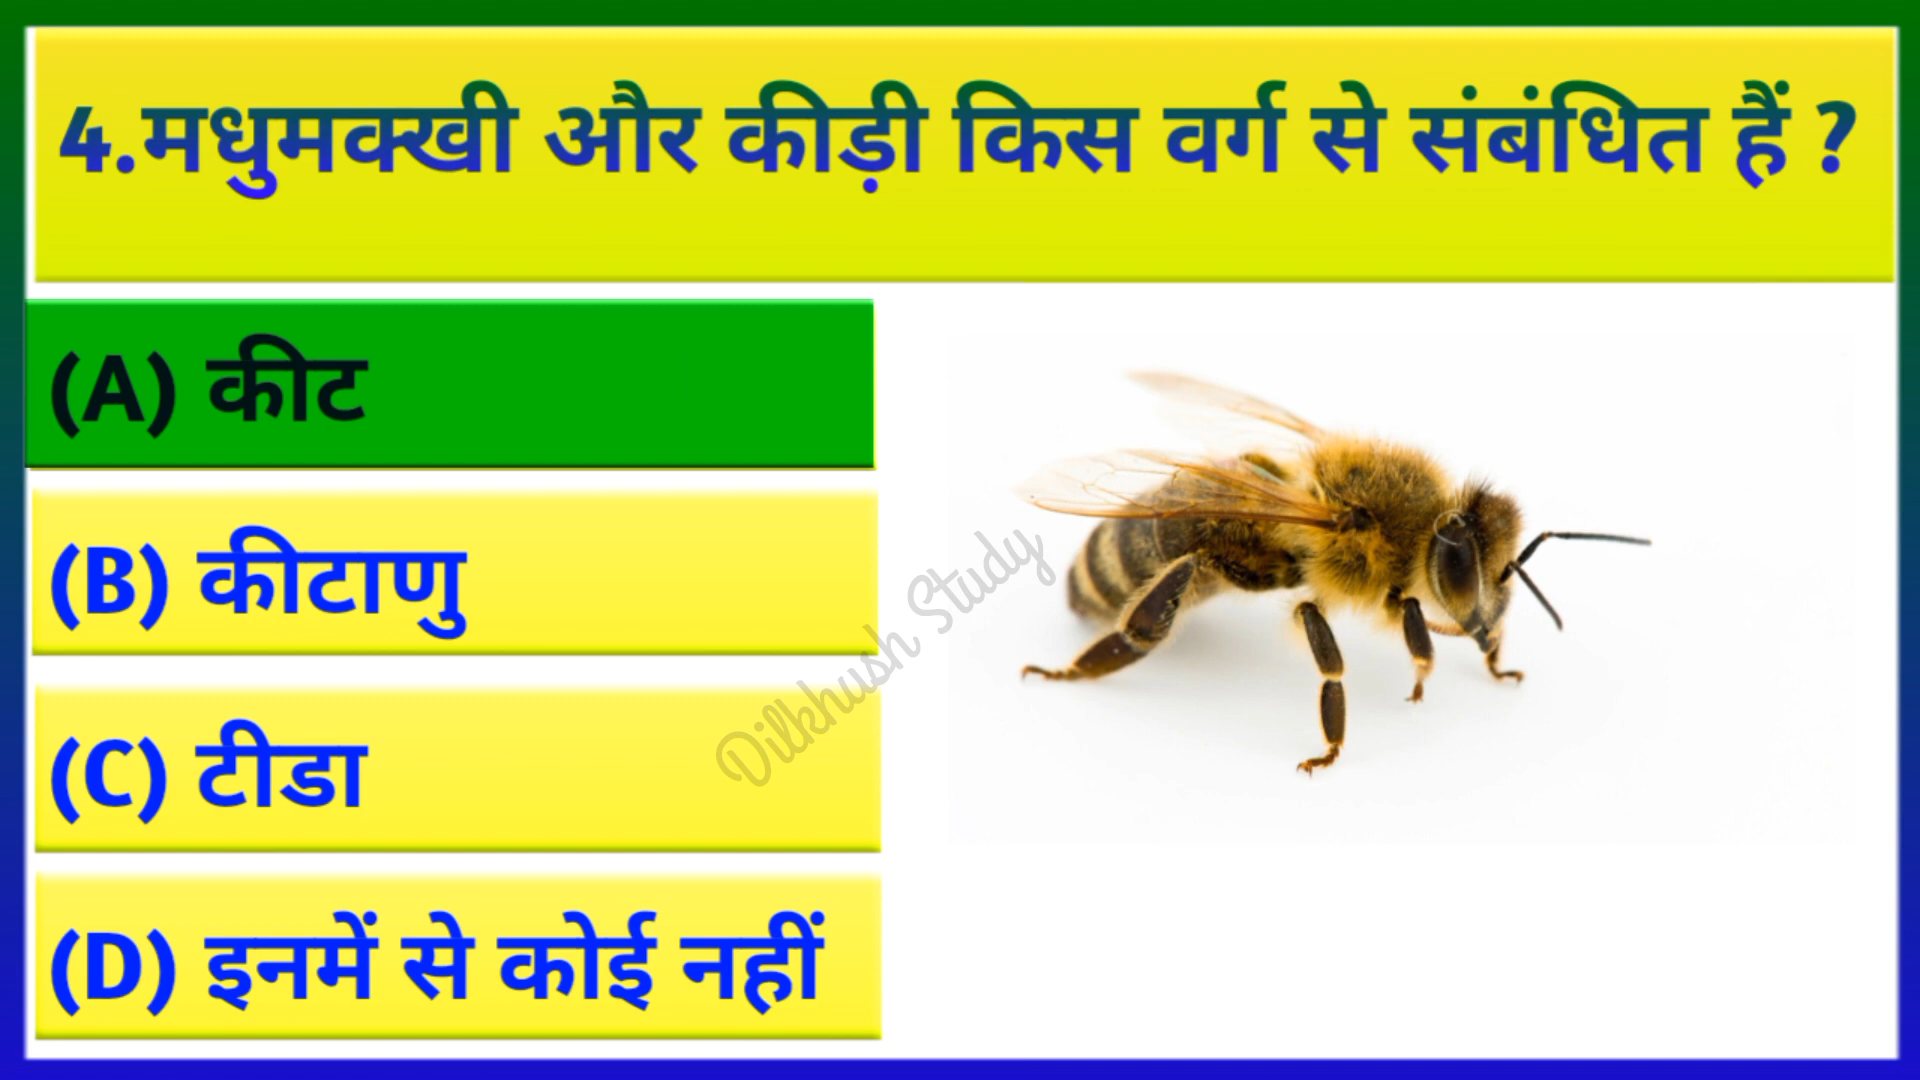 4.मधुमक्खी और कीड़ी किस वर्ग से संबंधित हैं ?
(A) कीट
(B) कीटाणु
(C) टीडा
(D) इनमें से कोई नहीं
Dilkhush Study